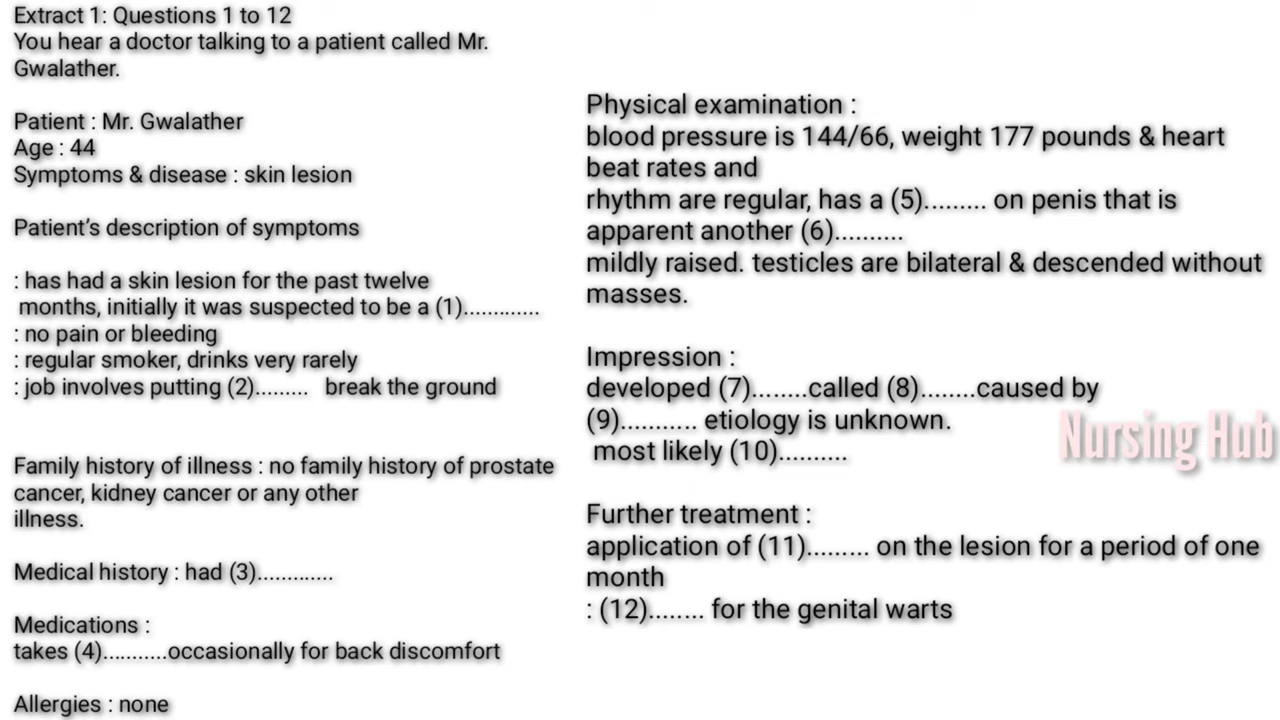 Extract 1: Questions 1 to 12
You hear a doctor talking to a patient called Mr.
Gwalather.
Patient : Mr. Gwalather
Age : 44
Symptoms & disease : skin lesion
Patient’s description of symptoms
: has had a skin lesion for the past twelve
months, initially it was suspected to be a (1).............
: no pain or bleeding
: regular smoker, drinks very rarely
: job involves putting (2)......... break the ground
Family history of illness : no family history of prostate
cancer, kidney cancer or any other
illness.
Medical history : had (3).............
Medications :
takes (4)...........occasionally for back discomfort
Allergies : none
Physical examination :
blood pressure is 144/66, weight 177 pounds & heart
beat rates and
rhythm are regular, has a (5)......... on penis that is
apparent another (6)..........
mildly raised. testicles are bilateral & descended without
masses.
Impression :
developed (7)........called (8)........caused by
(9)........... etiology is unknown.
most likely (10)..........
Further treatment :
application of (11)......... on the lesion for a period of one
month
: (12)........ for the genital warts
Nursing Hub